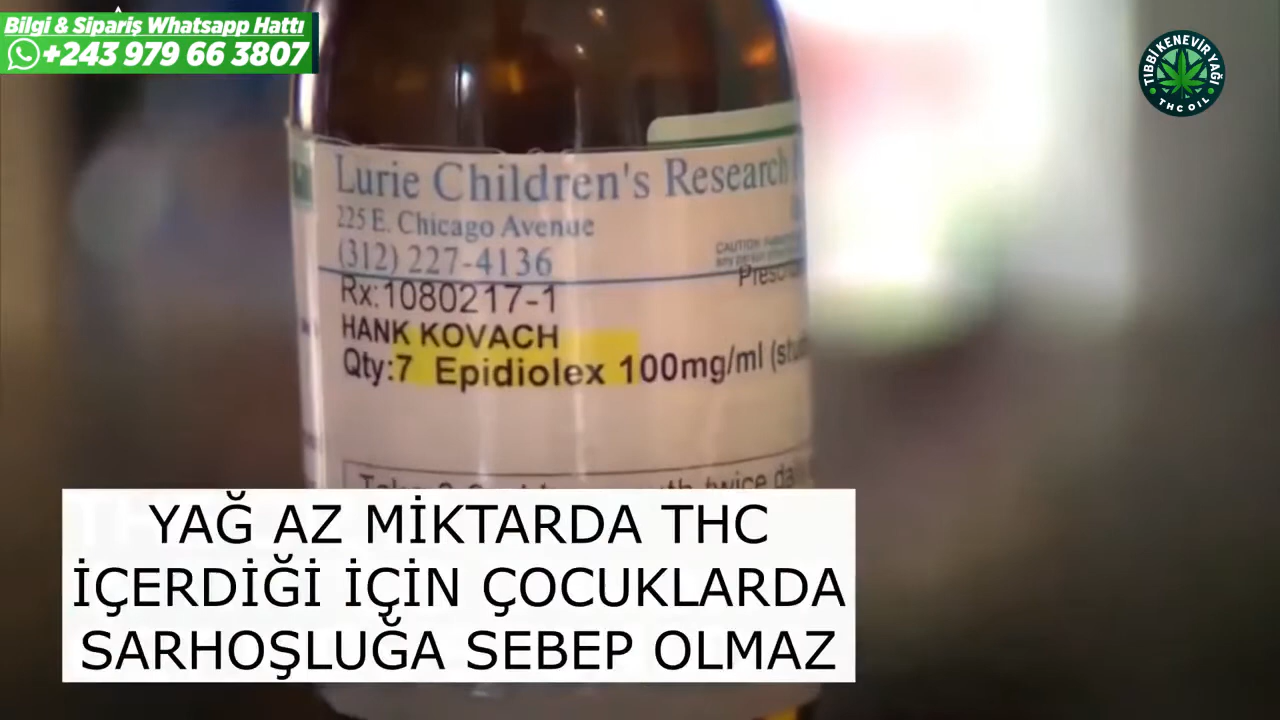 Bilgi & Sipariş Whatsapp Hattı
+243 979 66 3807
TIBBİ KENEVİR YAĞI
THC OIL
Lurie Children's Research
225 E. Chicago Avenue
(312) 227-4136
CAUTION
Rx:1080217-1
HANK KOVACH
Qty:7 Epidiolex 100mg/ml
twice
YAĞ AZ MİKTARDA THC
İÇERDİĞİ İÇİN ÇOCUKLARDA
SARHOŞLUĞA SEBEP OLMAZ